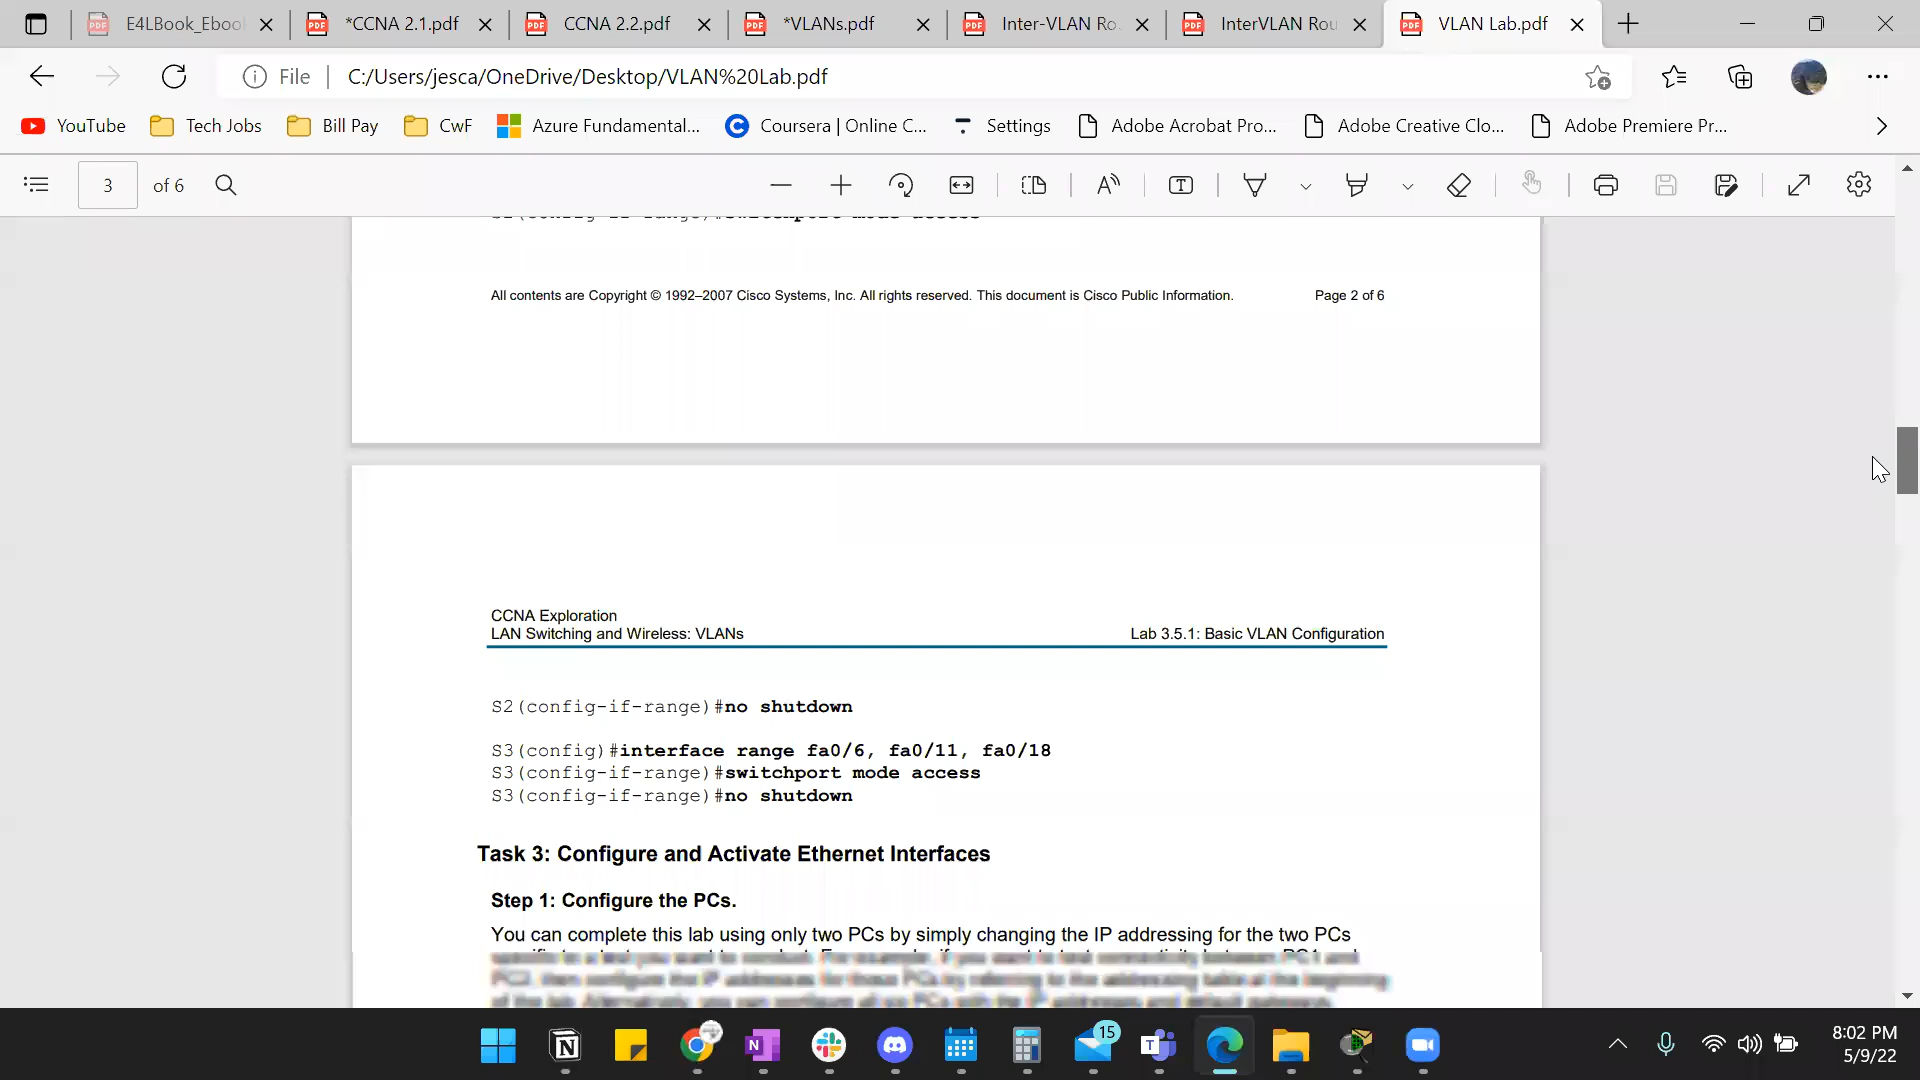 E4LBook_Eboo
*CCNA 2.1.pdf
CCNA 2.2.pdf
*VLANs.pdf
Inter-VLAN Ro
InterVLAN Rou
VLAN Lab.pdf
File
C:/Users/jesca/OneDrive/Desktop/VLAN%20Lab.pdf
YouTube
Tech Jobs
Bill Pay
CwF
Azure Fundamental...
Coursera | Online C...
Settings
Adobe Acrobat Pro...
Adobe Creative Clo...
Adobe Premiere Pr...
3 of 6
All contents are Copyright © 1992–2007 Cisco Systems, Inc. All rights reserved. This document is Cisco Public Information. Page 2 of 6
CCNA Exploration
LAN Switching and Wireless: VLANs Lab 3.5.1: Basic VLAN Configuration
S2(config-if-range)#no shutdown
S3(config)#interface range fa0/6, fa0/11, fa0/18
S3(config-if-range)#switchport mode access
S3(config-if-range)#no shutdown
Task 3: Configure and Activate Ethernet Interfaces
Step 1: Configure the PCs.
You can complete this lab using only two PCs by simply changing the IP addressing for the two PCs
15
8:02 PM
5/9/22